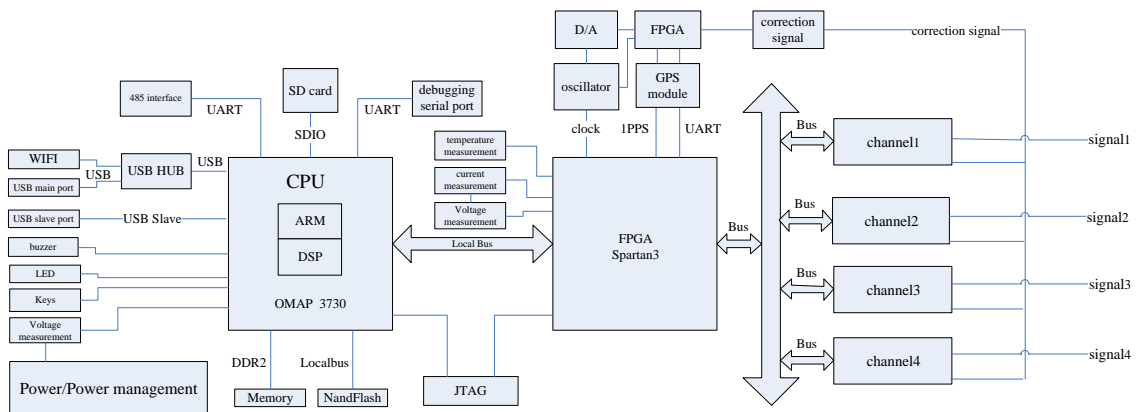 D/A
FPGA
correction
signal
correction signal
oscillator
GPS
module
SD card
485 interface
debugging
serial port
UART
UART
SDIO
clock
1PPS
UART
Bus
channel1
signal1
temperature
measurement
WIFI
USB
USB HUB
USB
USB main port
CPU
current
measurement
ARM
Voltage
measurement
USB slave port
USB Slave
Bus
channel2
signal2
buzzer
DSP
Local Bus
FPGA
Spartan3
Bus
LED
Keys
OMAP 3730
Bus
channel3
signal3
Voltage
measurement
DDR2
Localbus
Bus
channel4
signal4
Power/Power management
Memory
NandFlash
JTAG